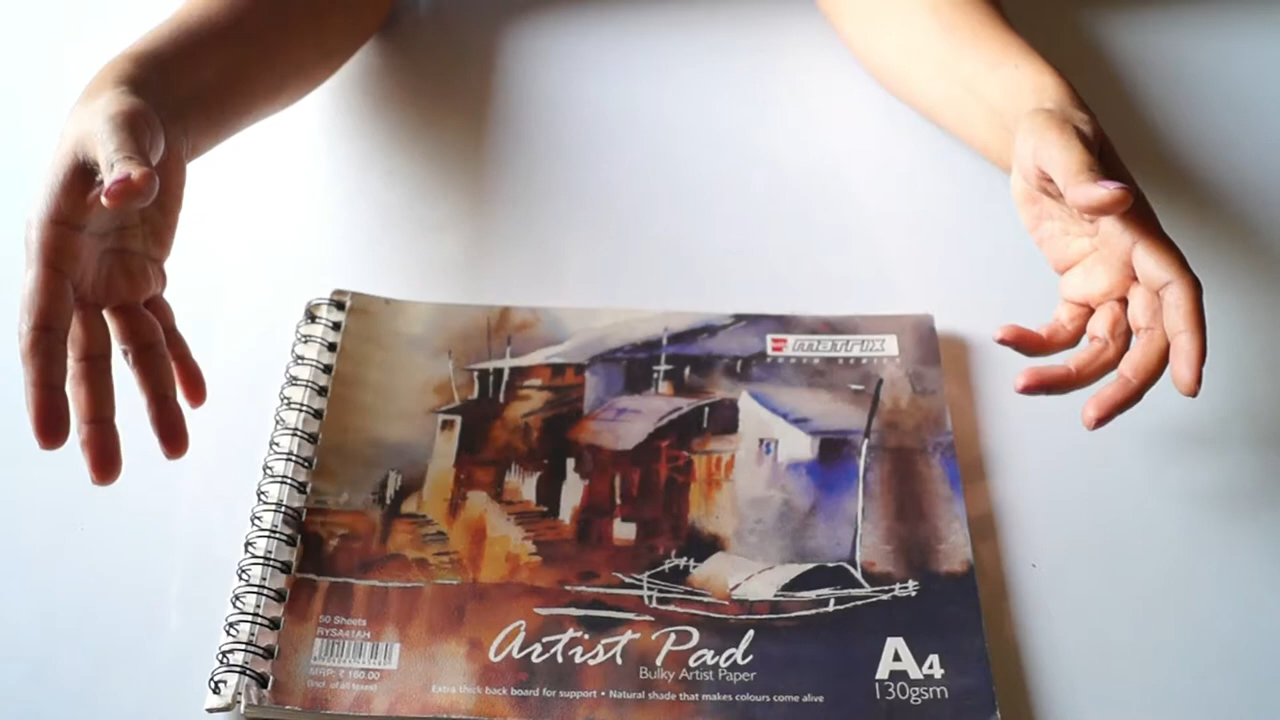 matrix
50 Sheets
RYSA41AH
MRP: ₹ 160.00
(Incl. of all taxes)
Artist Pad
Bulky Artist Paper
Extra thick back board for support • Natural shade that makes colours come alive
A4
130gsm